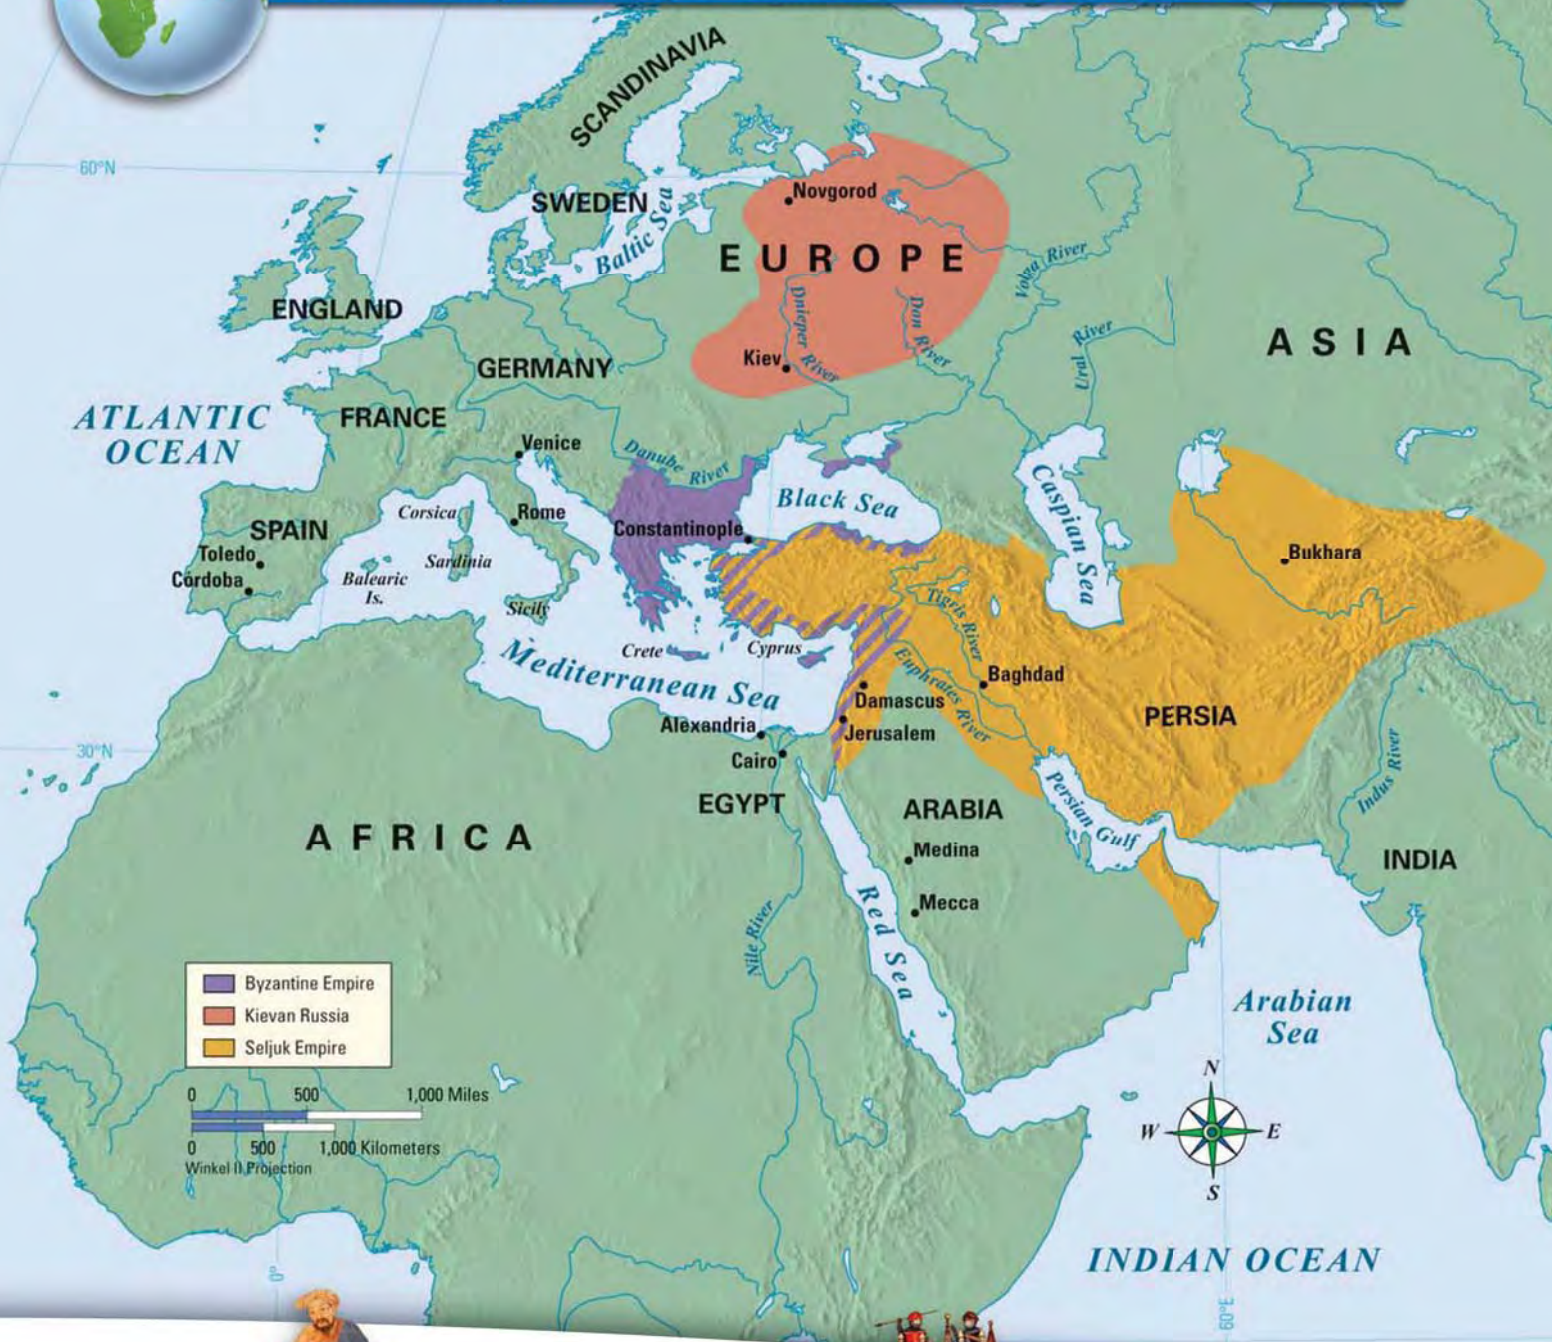 SCANDINAVIA
60°N
Novgorod
SWEDEN
Baltic Sea
EUROPE
Volga River
ENGLAND
Dnieper River
Don River
Ural River
ASIA
Kiev
GERMANY
ATLANTIC
OCEAN
FRANCE
Venice
Danube River
Black Sea
Caspian Sea
Corsica
Rome
SPAIN
Constantinople
Toledo
Sardinia
Bukhara
Córdoba
Balearic
Is.
Sicily
Tigris River
Crete
Cyprus
Mediterranean Sea
Euphrates River
Baghdad
Damascus
PERSIA
Alexandria
Jerusalem
30°N
Cairo
Indus River
EGYPT
Persian Gulf
ARABIA
AFRICA
Medina
INDIA
Mecca
Red Sea
Nile River
Byzantine Empire
Kievan Russia
Seljuk Empire
Arabian
Sea
0 500 1,000 Miles
0 500 1,000 Kilometers
Winkel II Projection
N
W E
S
INDIAN OCEAN
0°
60°E